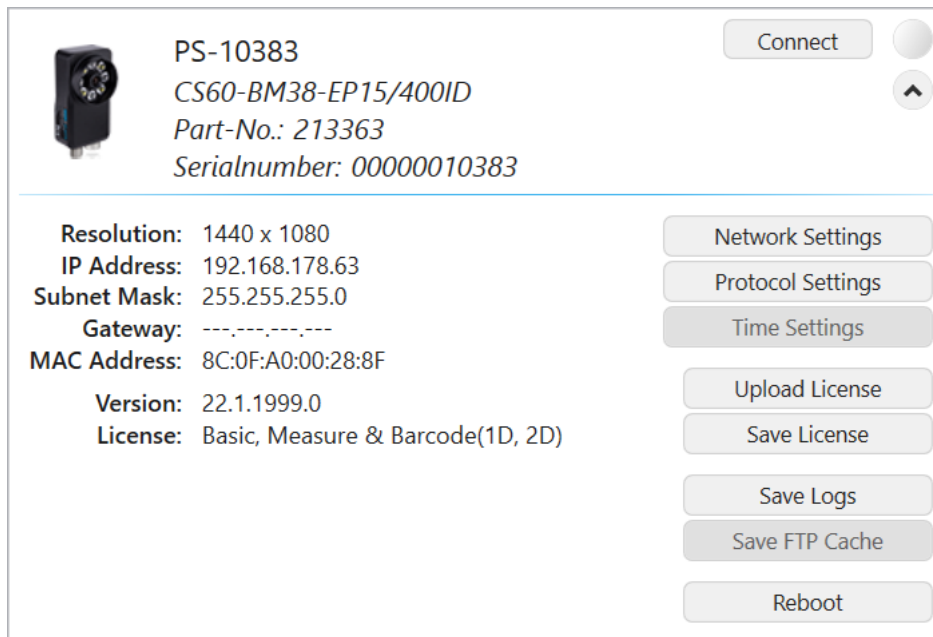 PS-10383
CS60-BM38-EP15/400ID
Part-No.: 213363
Serialnumber: 00000010383
Connect
Resolution: 1440 x 1080
IP Address: 192.168.178.63
Subnet Mask: 255.255.255.0
Gateway: ---.---.---.---
MAC Address: 8C:0F:A0:00:28:8F
Version: 22.1.1999.0
License: Basic, Measure & Barcode(1D, 2D)
Network Settings
Protocol Settings
Time Settings
Upload License
Save License
Save Logs
Save FTP Cache
Reboot